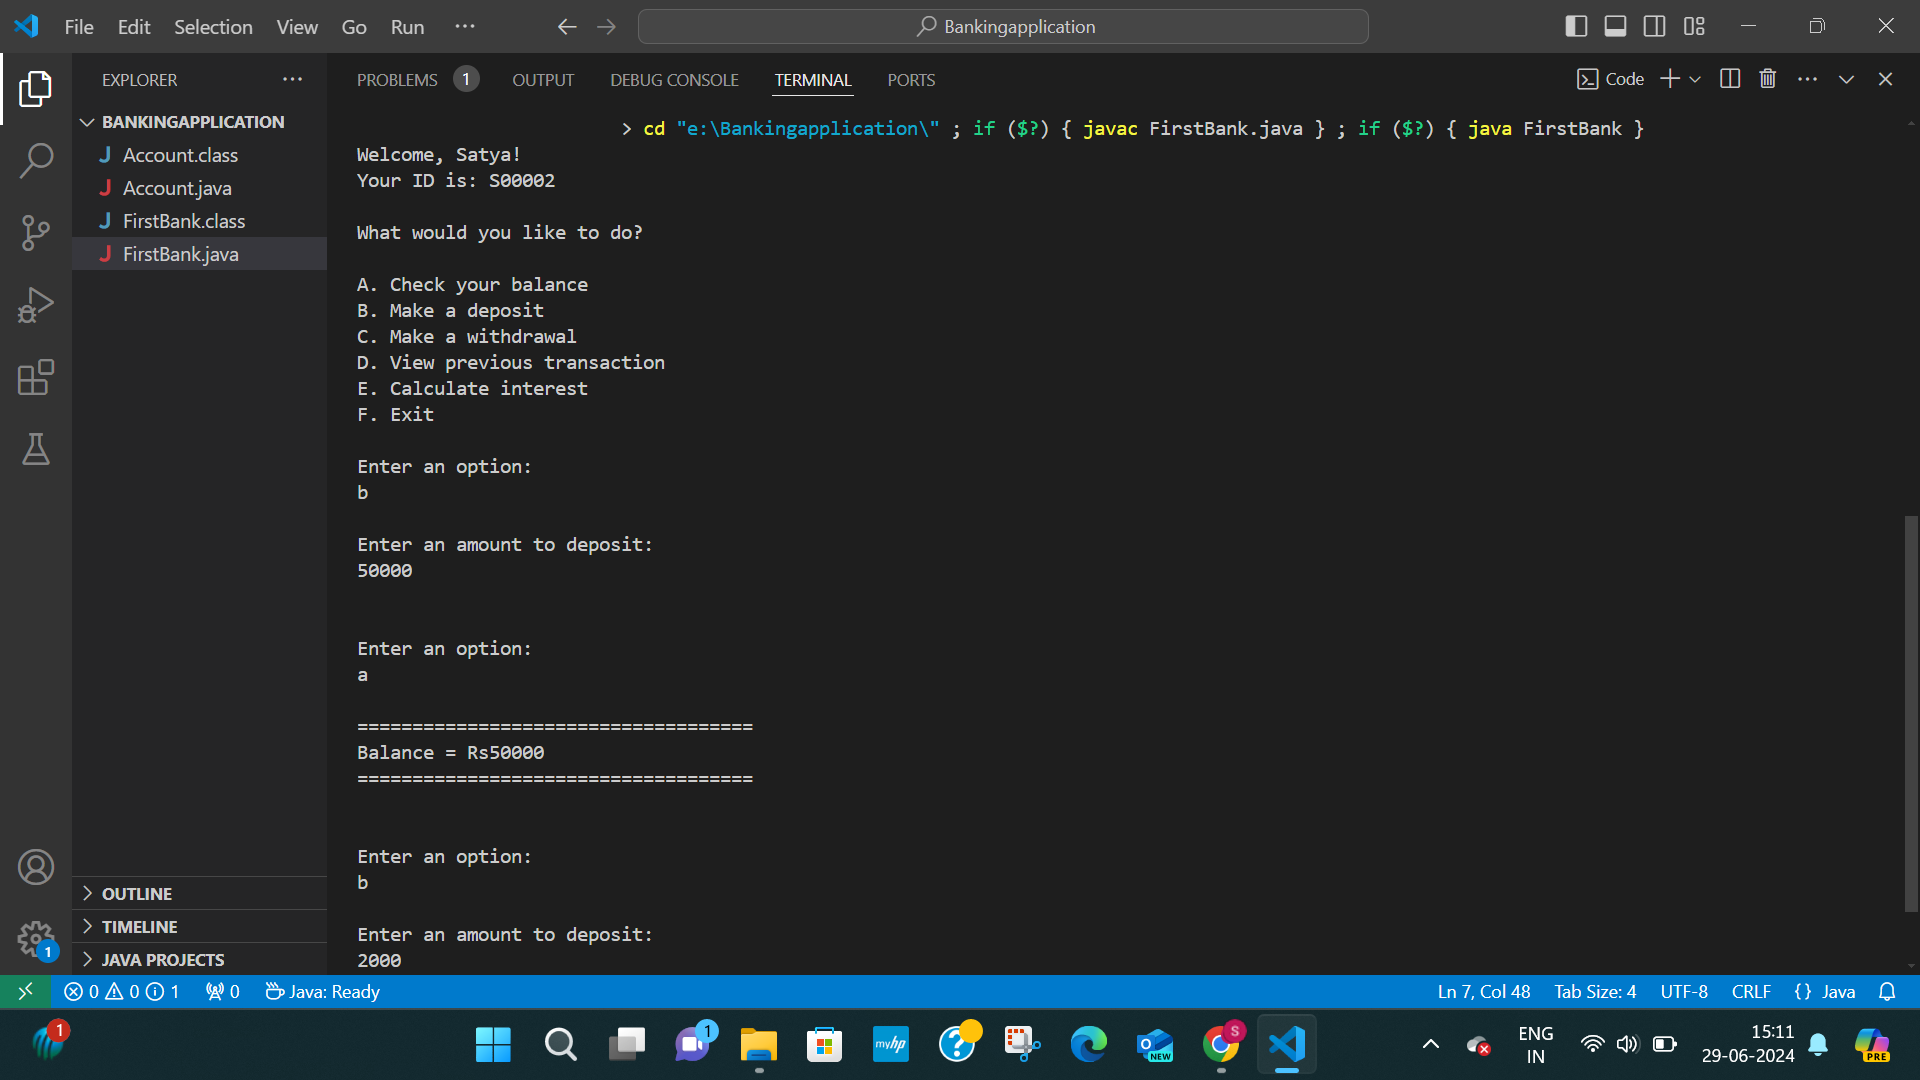 File Edit Selection View Go Run ··· Bankingapplication
EXPLORER ···
PROBLEMS 1 OUTPUT DEBUG CONSOLE TERMINAL PORTS
Code
BANKINGAPPLICATION
J Account.class
J Account.java
J FirstBank.class
J FirstBank.java
> cd "e:\Bankingapplication\" ; if ($?) { javac FirstBank.java } ; if ($?) { java FirstBank }
Welcome, Satya!
Your ID is: S00002
What would you like to do?
A. Check your balance
B. Make a deposit
C. Make a withdrawal
D. View previous transaction
E. Calculate interest
F. Exit
Enter an option:
b
Enter an amount to deposit:
50000
Enter an option:
a
====================================
Balance = Rs50000
====================================
Enter an option:
b
Enter an amount to deposit:
2000
OUTLINE
TIMELINE
JAVA PROJECTS
1
0 0 1 0 Java: Ready
Ln 7, Col 48 Tab Size: 4 UTF-8 CRLF {} Java
1
1
myhp
NEW
S
ENG
IN
15:11
29-06-2024
PRE